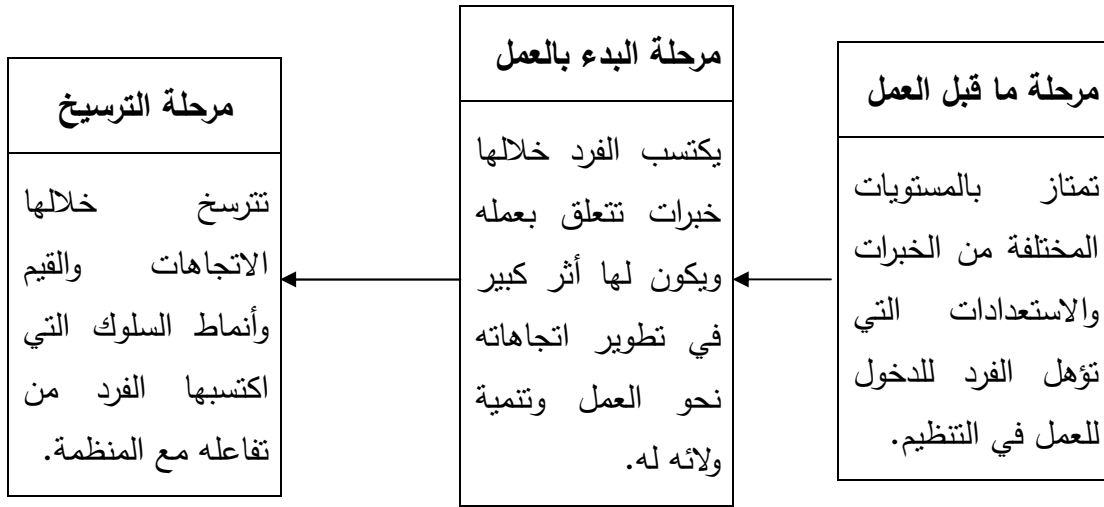 مرحلة ما قبل العمل
تمتاز بالمستويات
المختلفة من الخبرات
والاستعدادات التي
تؤهل الفرد للدخول
للعمل في التنظيم.
مرحلة البدء بالعمل
يكتسب الفرد خلالها
خبرات تتعلق بعمله
ويكون لها أثر كبير
في تطوير اتجاهاته
نحو العمل وتنمية
ولائه له.
مرحلة الترسيخ
تترسخ خلالها
الاتجاهات والقيم
وأنماط السلوك التي
اكتسبها الفرد من
تفاعله مع المنظمة.